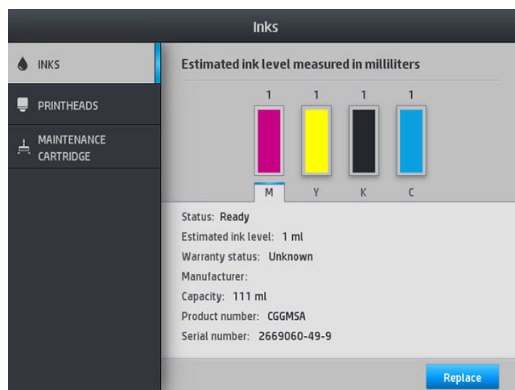 Inks
INKS
PRINTHEADS
MAINTENANCE
CARTRIDGE
Estimated ink level measured in milliliters
1 1 1 1
M Y K C
Status: Ready
Estimated ink level: 1 ml
Warranty status: Unknown
Manufacturer:
Capacity: 111 ml
Product number: CGGMSA
Serial number: 2669060-49-9
Replace